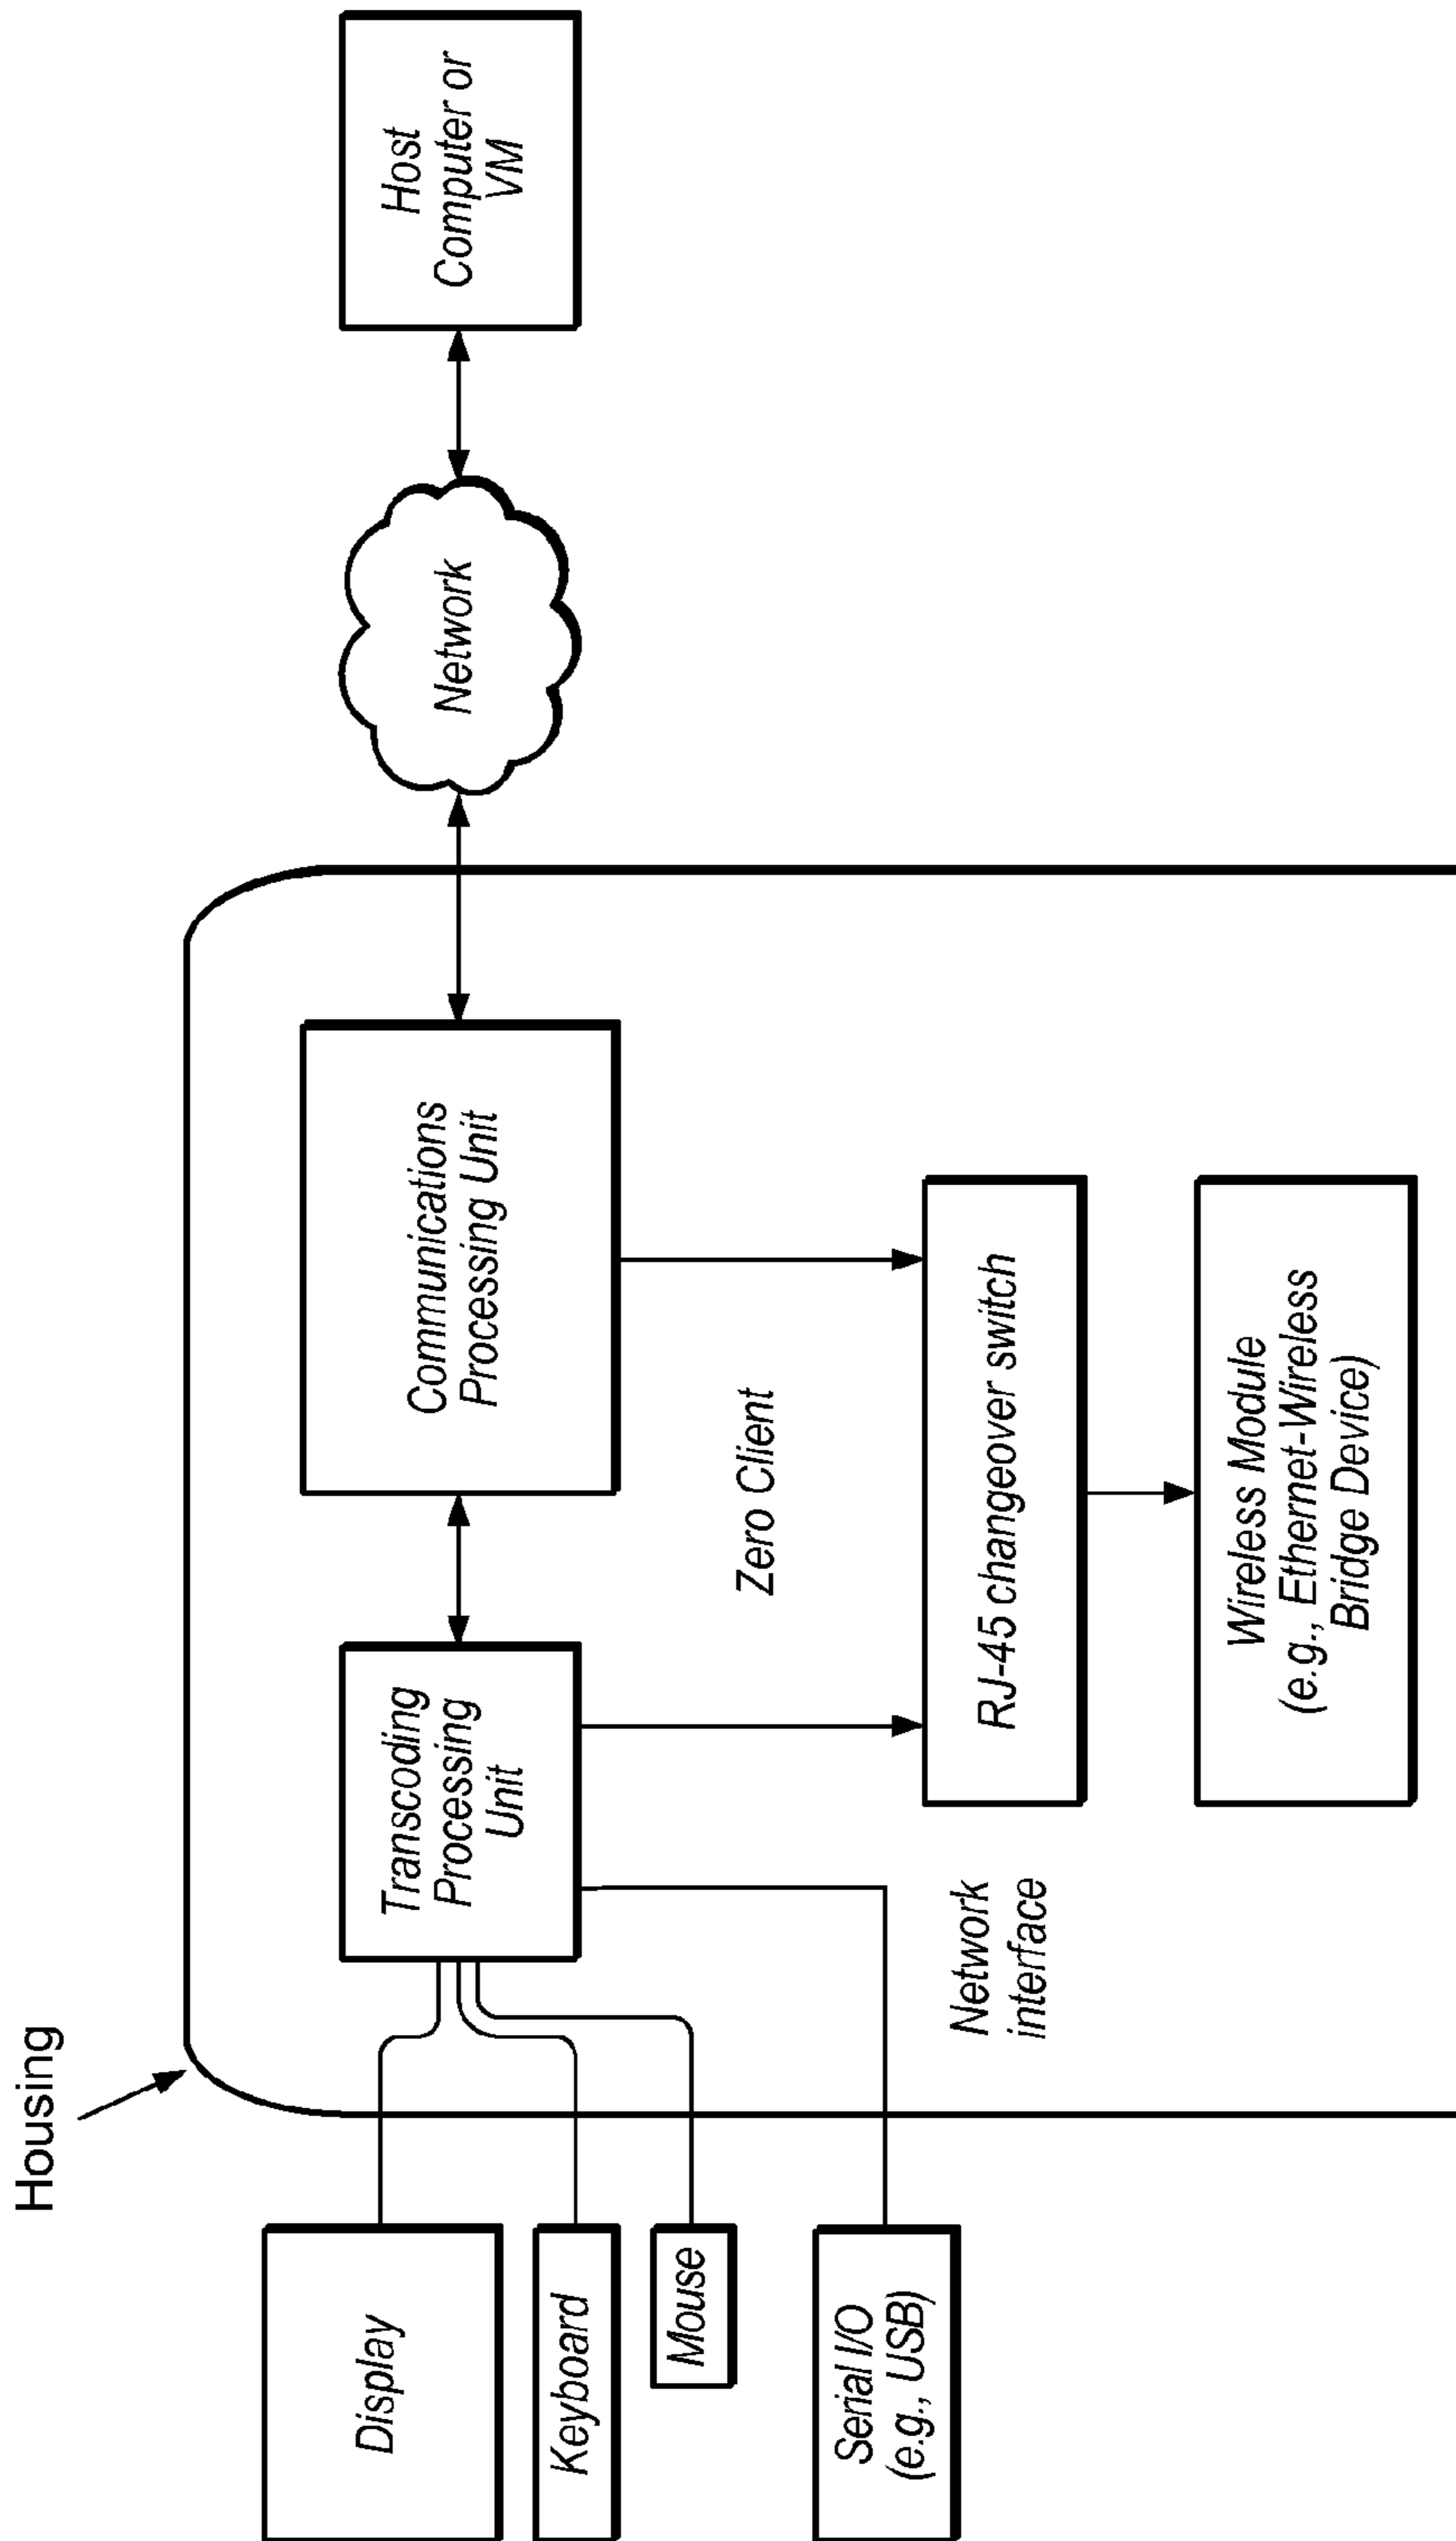 Housing
Display
Keyboard
Mouse
Serial I/O
(e.g., USB)
Transcoding
Processing
Unit
Communications
Processing Unit
Network
Host
Computer or
VM
Zero Client
Network
interface
RJ-45 changeover switch
Wireless Module
(e.g., Ethernet-Wireless
Bridge Device)